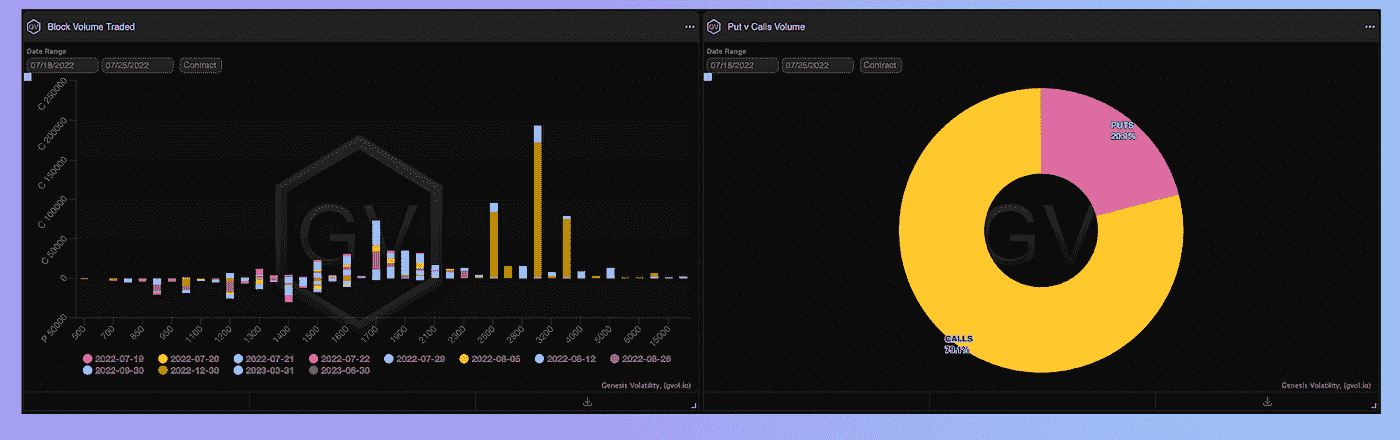 GV
Block Volume Traded
Date Range
07/18/2022 07/25/2022 Contract
C 250000
C 200000
C 150000
C 100000
C 50000
0
P 50000
GV
500 700 850 950 1100 1200 1300 1400 1500 1600 1700 1900 2100 2300 2500 2800 3200 4000 5000 6000 15000
2022-07-19 2022-07-20 2022-07-21 2022-07-22 2022-07-29 2022-08-05 2022-08-12 2022-08-26
2022-09-30 2022-12-30 2023-03-31 2023-06-30
Genesis Volatility, (gvol.io)
GV
Put v Calls Volume
Date Range
07/18/2022 07/25/2022 Contract
PUTS
20.9%
GV
CALLS
79.1%
Genesis Volatility, (gvol.io)